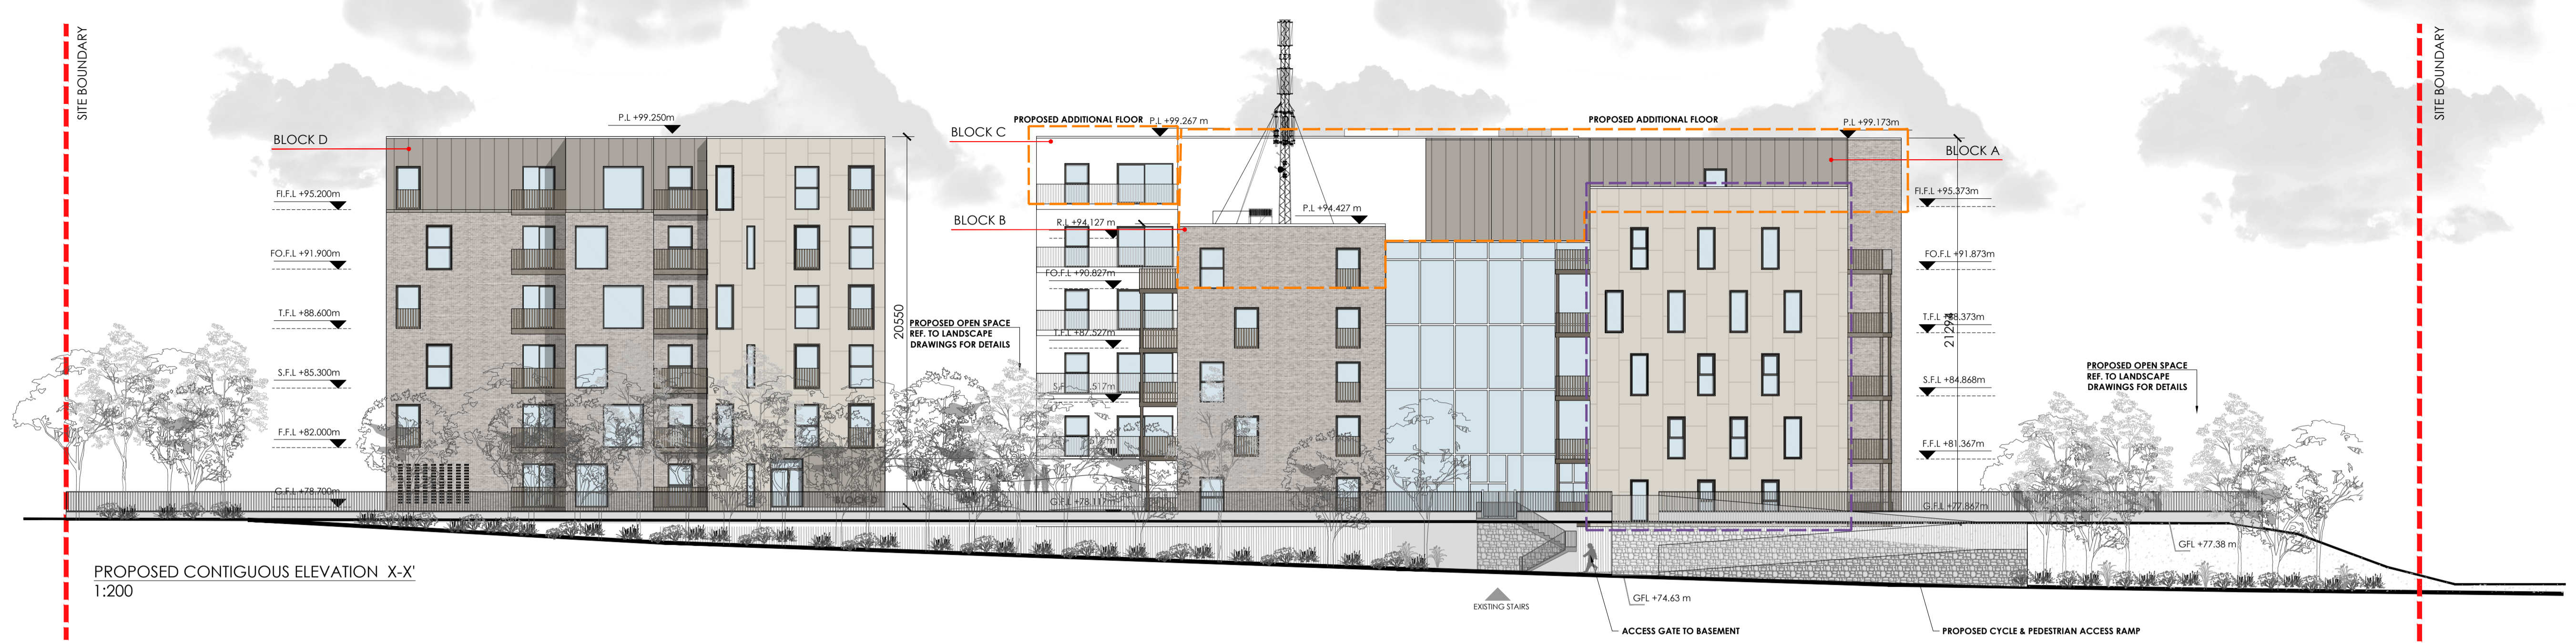 SITE BOUNDARY
SITE BOUNDARY
BLOCK D
P.L +99.250m
FI.F.L +95.200m
FO.F.L +91.900m
T.F.L +88.600m
S.F.L +85.300m
F.F.L +82.000m
G.F.L +78.700m
BLOCK D
20550
PROPOSED OPEN SPACE
REF. TO LANDSCAPE
DRAWINGS FOR DETAILS
BLOCK C
PROPOSED ADDITIONAL FLOOR
P.L +99.267 m
BLOCK B
R.L +94.127 m
FO.F.L +90.827m
T.F.L +87.527m
G.F.L +78.117m
P.L +94.427 m
PROPOSED ADDITIONAL FLOOR
P.L +99.173m
BLOCK A
FI.F.L +95.373m
FO.F.L +91.873m
T.F.L +88.373m
S.F.L +84.868m
F.F.L +81.367m
G.F.L +77.867m
PROPOSED OPEN SPACE
REF. TO LANDSCAPE
DRAWINGS FOR DETAILS
GFL +77.38 m
GFL +74.63 m
EXISTING STAIRS
ACCESS GATE TO BASEMENT
PROPOSED CYCLE & PEDESTRIAN ACCESS RAMP
PROPOSED CONTIGUOUS ELEVATION X-X'
1:200